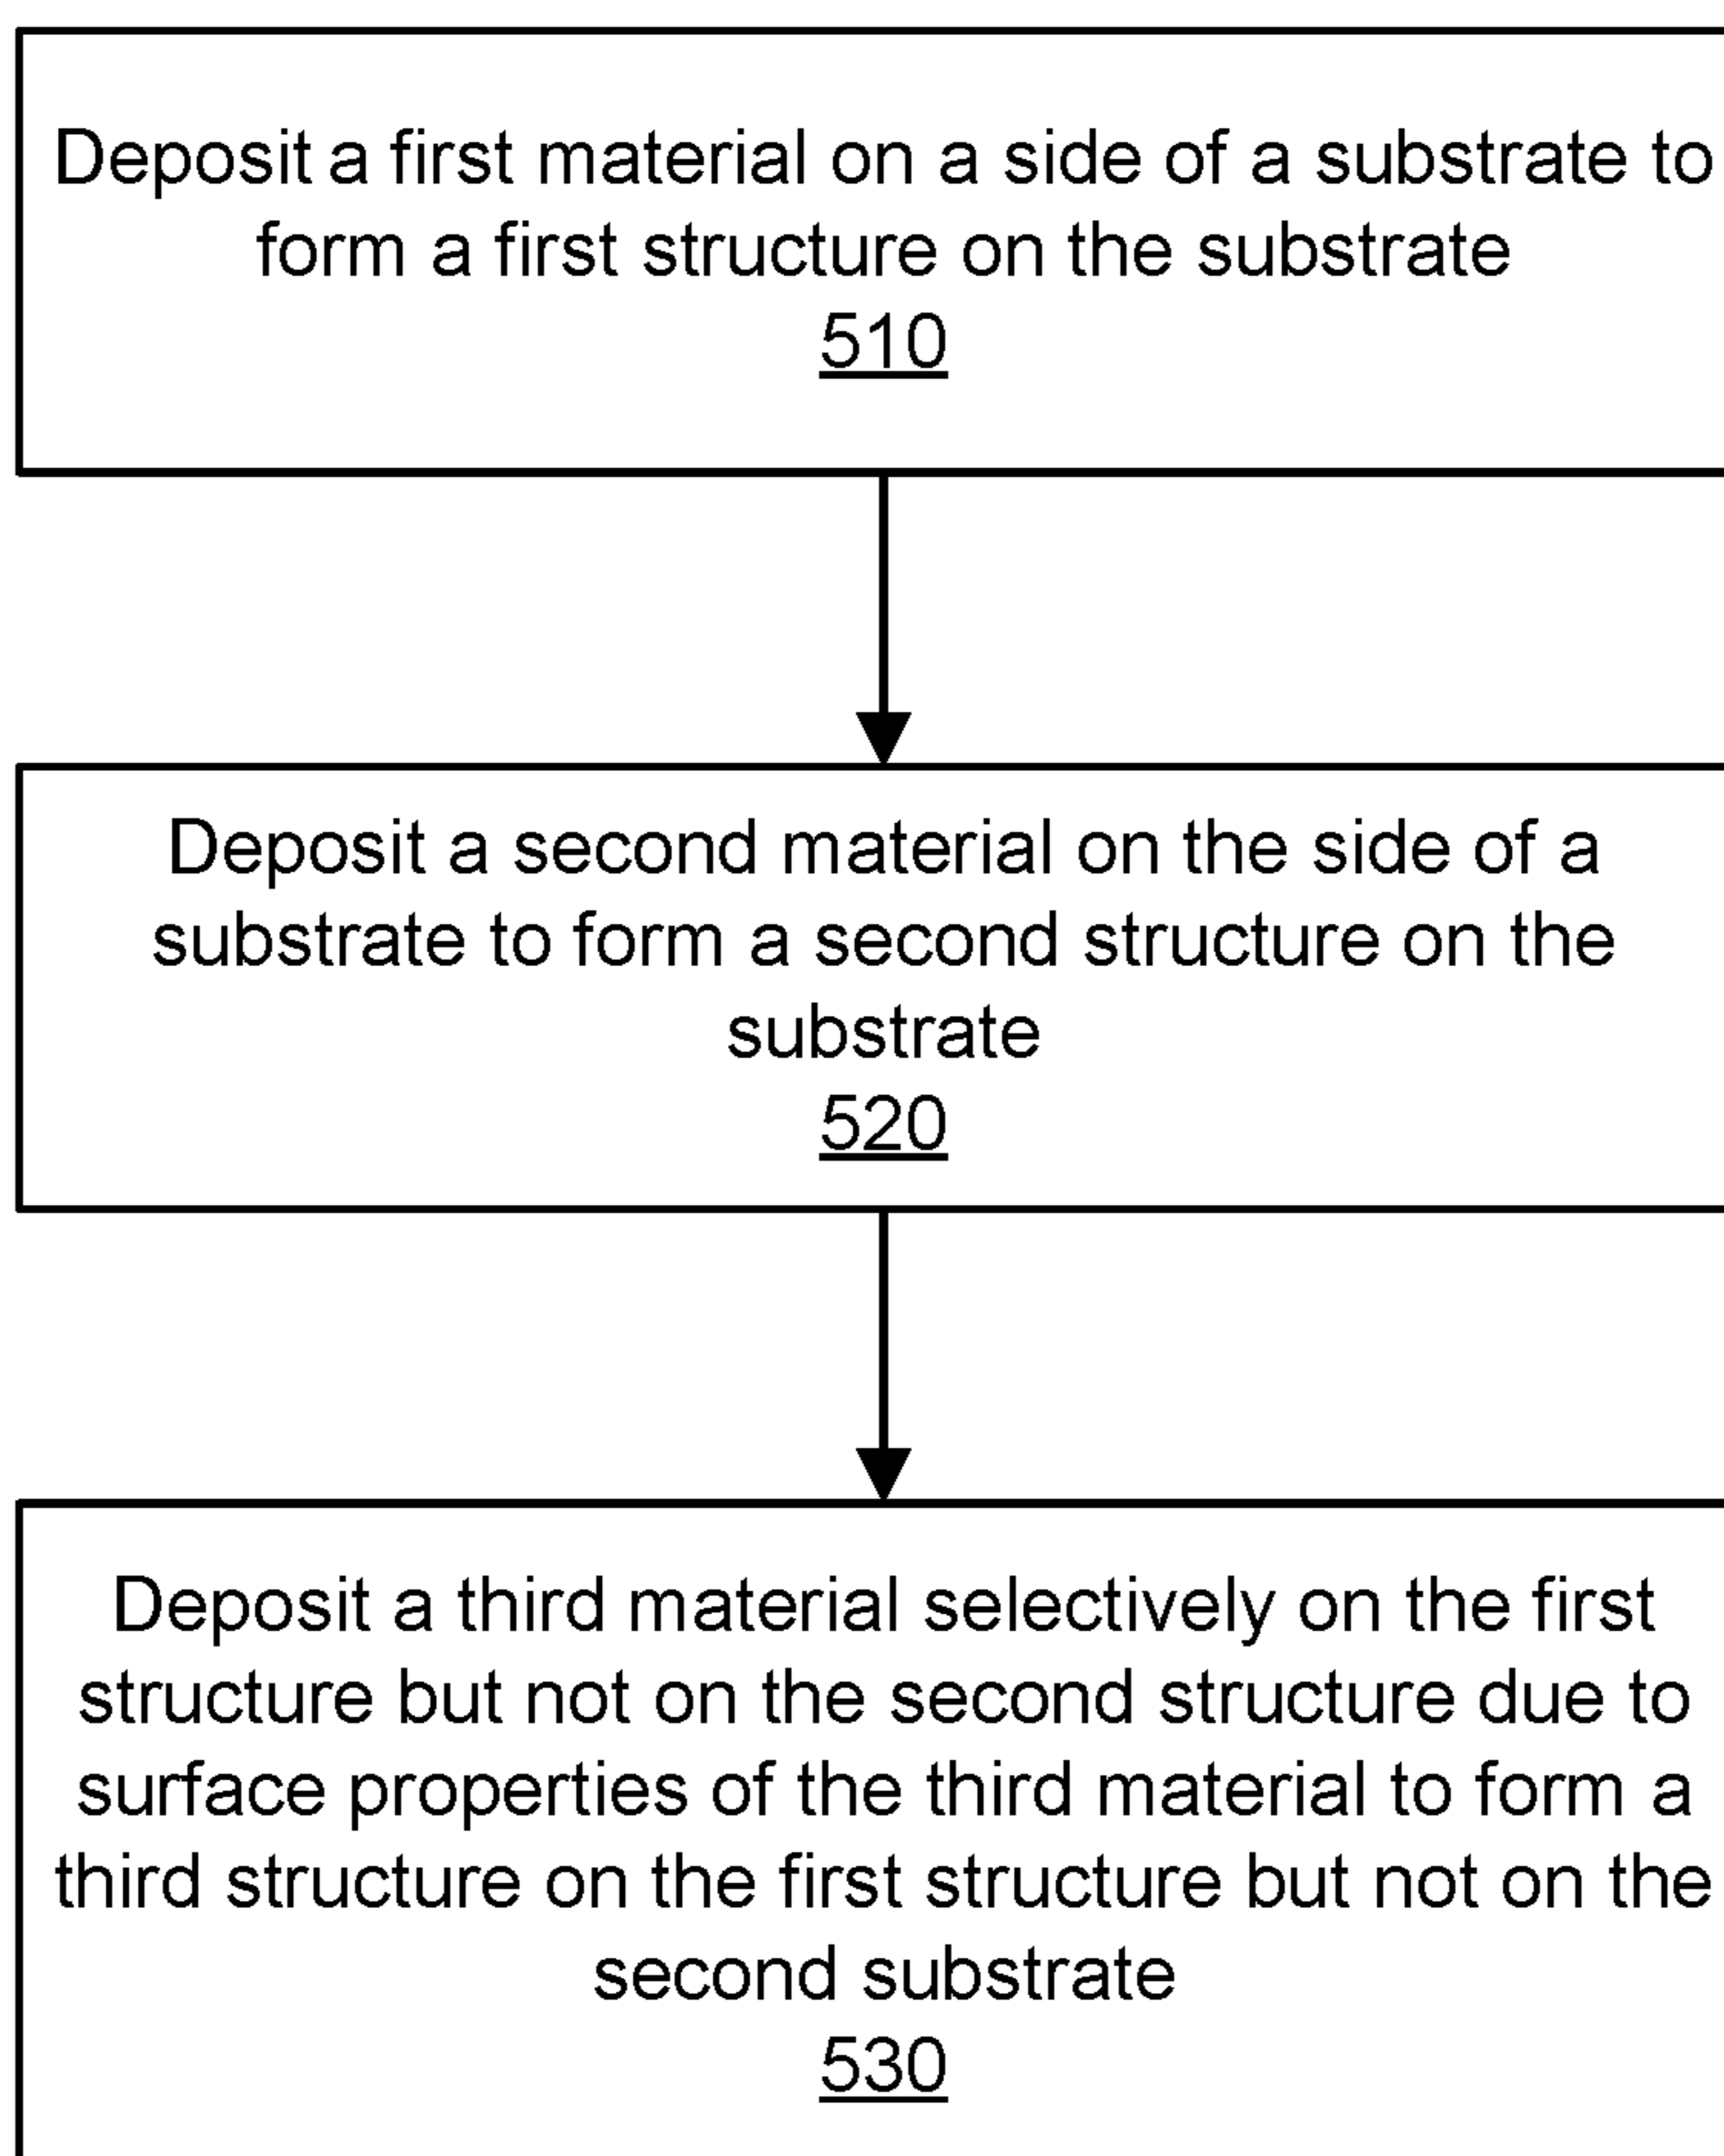 Deposit a first material on a side of a substrate to
form a first structure on the substrate
510
Deposit a second material on the side of a
substrate to form a second structure on the
substrate
520
Deposit a third material selectively on the first
structure but not on the second structure due to
surface properties of the third material to form a
third structure on the first structure but not on the
second substrate
530